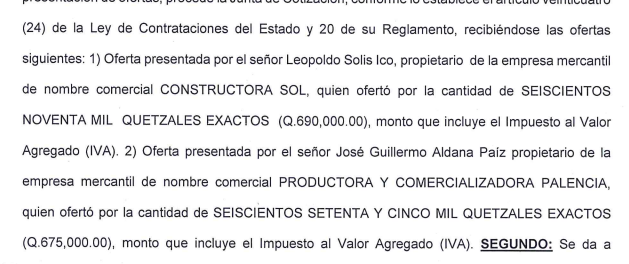 presentación de ofertas, procede la Junta de Cotización, conforme lo establece el artículo veinticuatro
(24) de la Ley de Contrataciones del Estado y 20 de su Reglamento, recibiéndose las ofertas
siguientes: 1) Oferta presentada por el señor Leopoldo Solis Ico, propietario de la empresa mercantil
de nombre comercial CONSTRUCTORA SOL, quien ofertó por la cantidad de SEISCIENTOS
NOVENTA MIL QUETZALES EXACTOS (Q.690,000.00), monto que incluye el Impuesto al Valor
Agregado (IVA). 2) Oferta presentada por el señor José Guillermo Aldana Paíz propietario de la
empresa mercantil de nombre comercial PRODUCTORA Y COMERCIALIZADORA PALENCIA,
quien ofertó por la cantidad de SEISCIENTOS SETENTA Y CINCO MIL QUETZALES EXACTOS
(Q.675,000.00), monto que incluye el Impuesto al Valor Agregado (IVA). SEGUNDO: Se da a